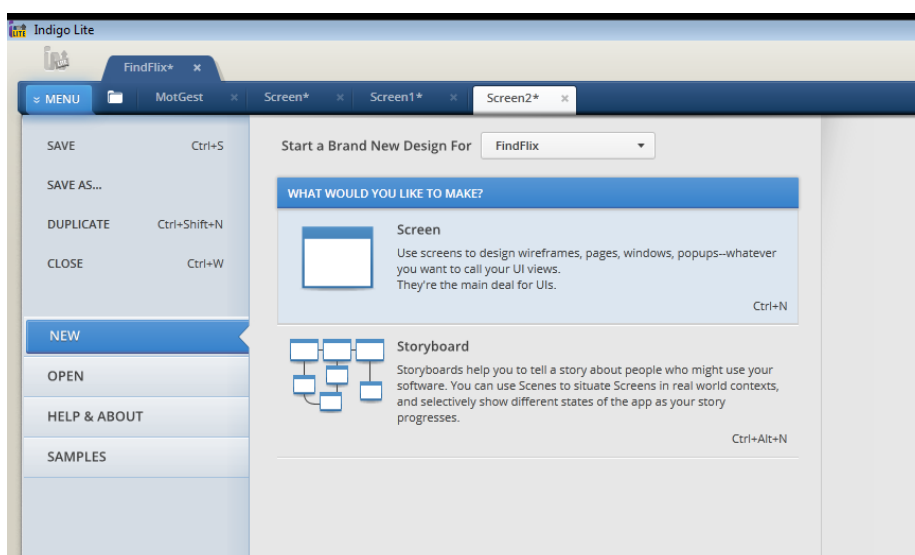 Indigo Lite
FindFlix*
MENU
MotGest
Screen*
Screen1*
Screen2*
SAVE Ctrl+S
SAVE AS...
DUPLICATE Ctrl+Shift+N
CLOSE Ctrl+W
NEW
OPEN
HELP & ABOUT
SAMPLES
Start a Brand New Design For FindFlix
WHAT WOULD YOU LIKE TO MAKE?
Screen
Use screens to design wireframes, pages, windows, popups--whatever
you want to call your UI views.
They're the main deal for UIs.
Ctrl+N
Storyboard
Storyboards help you to tell a story about people who might use your
software. You can use Scenes to situate Screens in real world contexts,
and selectively show different states of the app as your story
progresses.
Ctrl+Alt+N